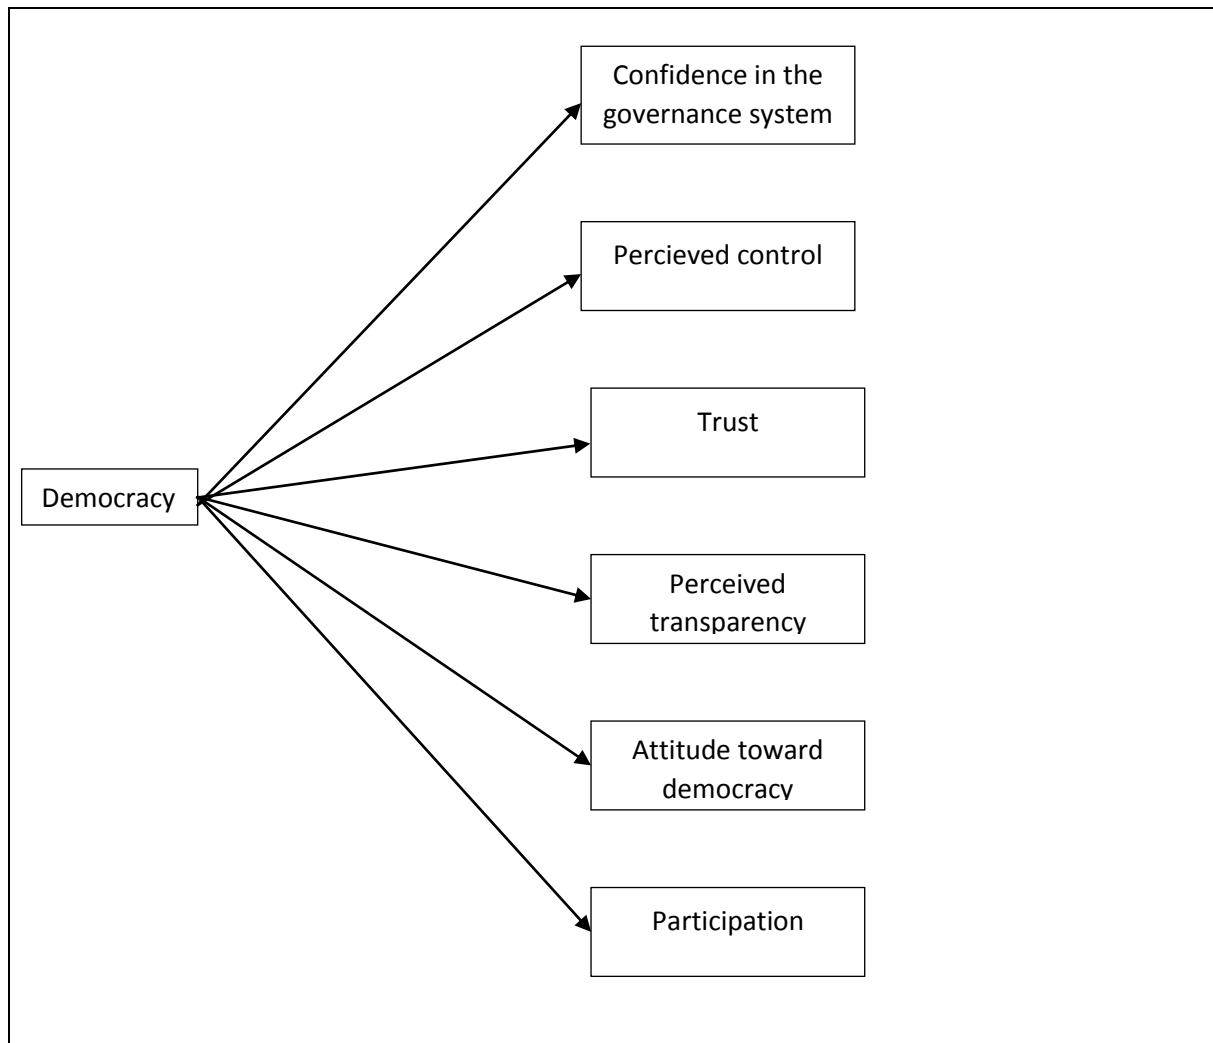 Confidence in the
governance system
Percieved control
Trust
Democracy
Perceived
transparency
Attitude toward
democracy
Participation